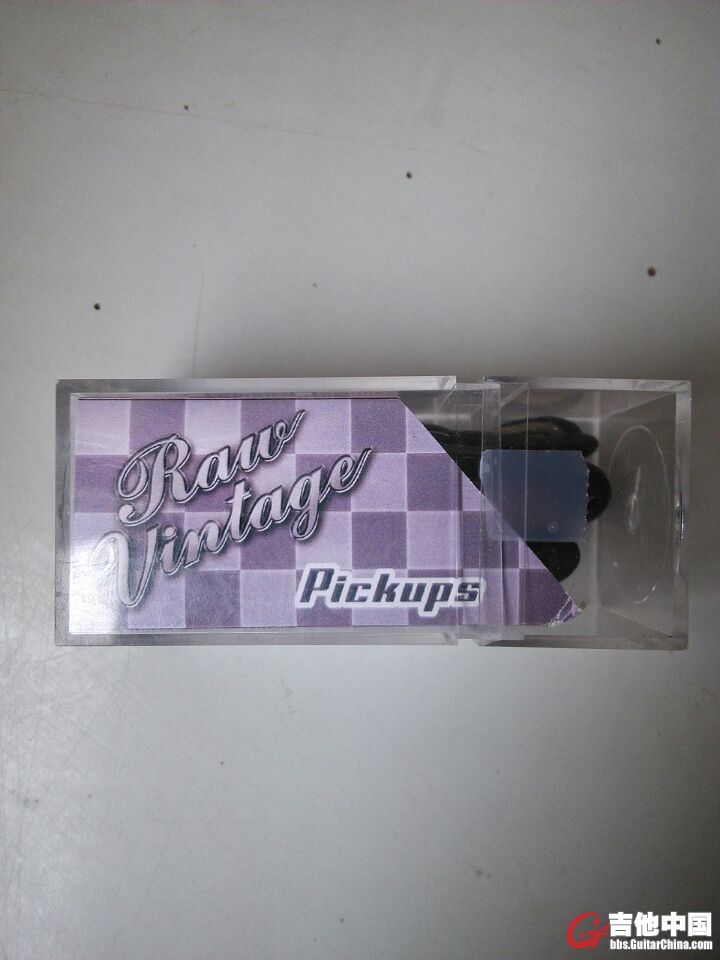 Raw
Vintage
Pickups
吉他中国
bbs.GuitarChina.com